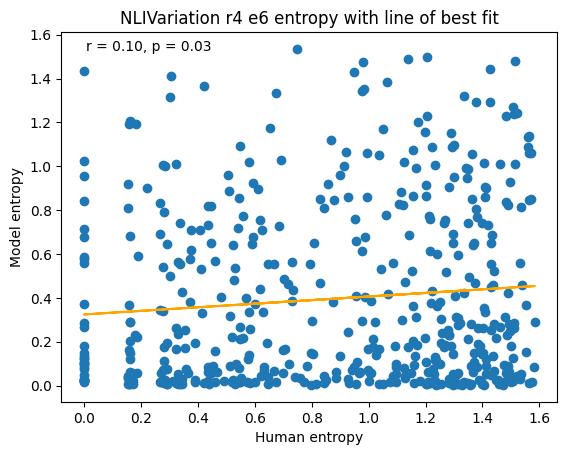 NLIVariation r4 e6 entropy with line of best fit
r = 0.10, p = 0.03
Model entropy
1.6
1.4
1.2
1.0
0.8
0.6
0.4
0.2
0.0
0.0 0.2 0.4 0.6 0.8 1.0 1.2 1.4 1.6
Human entropy